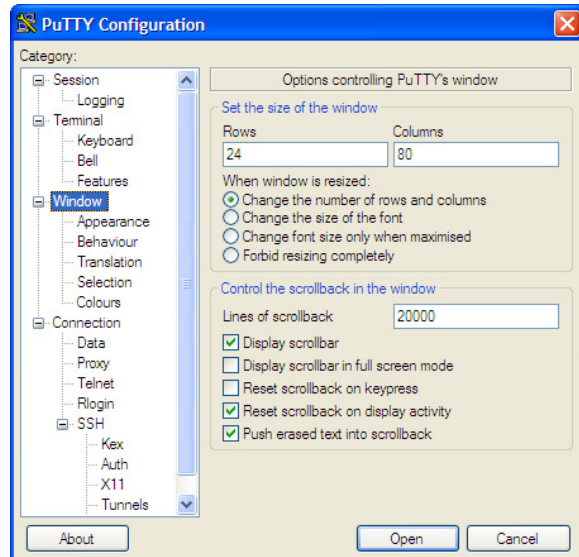 PuTTY Configuration
Category:
Session
Logging
Terminal
Keyboard
Bell
Features
Window
Appearance
Behaviour
Translation
Selection
Colours
Connection
Data
Proxy
Telnet
Rlogin
SSH
Kex
Auth
X11
Tunnels
Options controlling PuTTY's window
Set the size of the window
Rows Columns
24 80
When window is resized:
Change the number of rows and columns
Change the size of the font
Change font size only when maximised
Forbid resizing completely
Control the scrollback in the window
Lines of scrollback 20000
Display scrollbar
Display scrollbar in full screen mode
Reset scrollback on keypress
Reset scrollback on display activity
Push erased text into scrollback
About Open Cancel